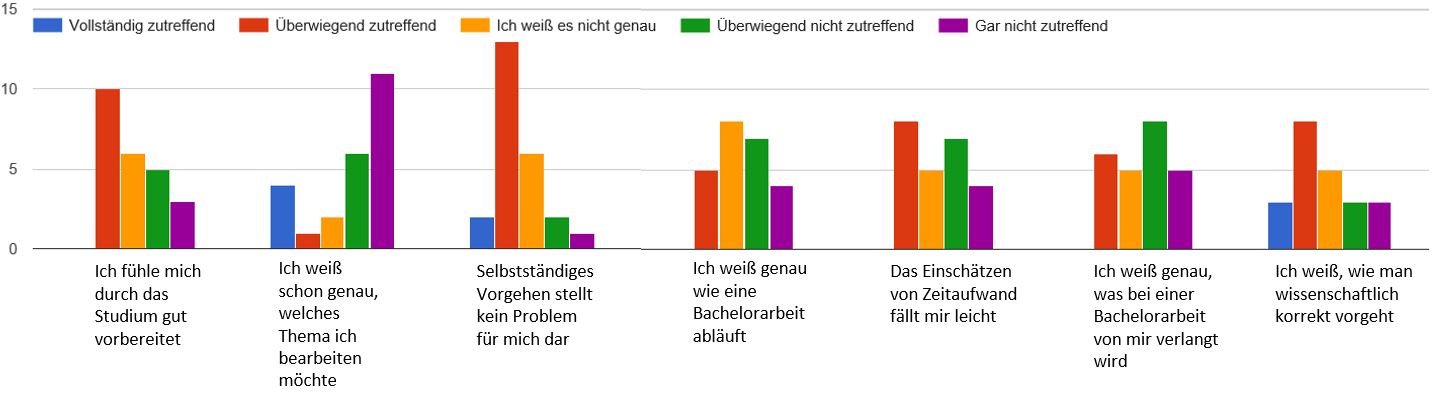 15
Vollständig zutreffend Überwiegend zutreffend Ich weiß es nicht genau Überwiegend nicht zutreffend Gar nicht zutreffend
10
5
0
Ich fühle mich
durch das
Studium gut
vorbereitet
Ich weiß
schon genau,
welches
Thema ich
bearbeiten
möchte
Selbstständiges
Vorgehen stellt
kein Problem
für mich dar
Ich weiß genau
wie eine
Bachelorarbeit
abläuft
Das Einschätzen
von Zeitaufwand
fällt mir leicht
Ich weiß genau,
was bei einer
Bachelorarbeit
von mir verlangt
wird
Ich weiß, wie man
wissenschaftlich
korrekt vorgeht